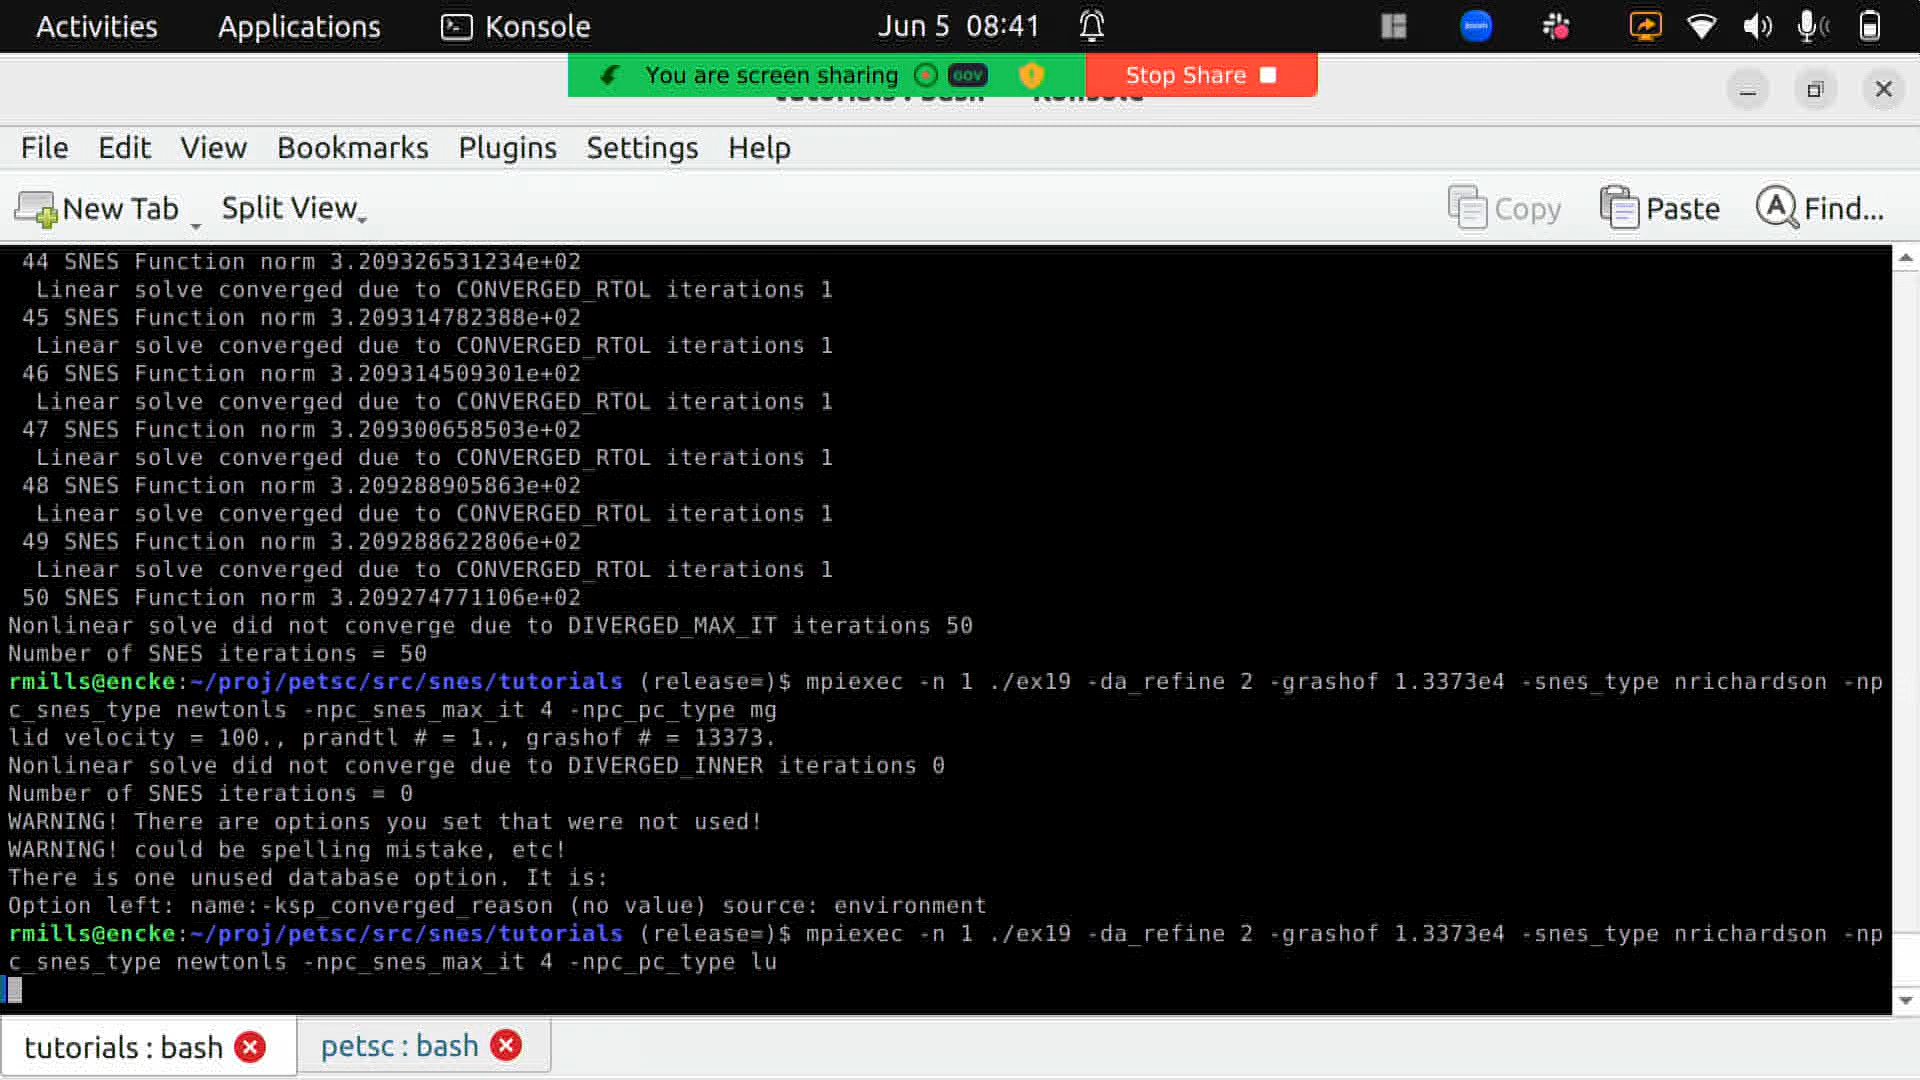 Activities Applications Konsole Jun 5 08:41 zoom
You are screen sharing GOV Stop Share
File Edit View Bookmarks Plugins Settings Help
New Tab Split View Copy Paste Find...
44 SNES Function norm 3.209326531234e+02
Linear solve converged due to CONVERGED_RTOL iterations 1
45 SNES Function norm 3.209314782388e+02
Linear solve converged due to CONVERGED_RTOL iterations 1
46 SNES Function norm 3.209314509301e+02
Linear solve converged due to CONVERGED_RTOL iterations 1
47 SNES Function norm 3.209300658503e+02
Linear solve converged due to CONVERGED_RTOL iterations 1
48 SNES Function norm 3.209288905863e+02
Linear solve converged due to CONVERGED_RTOL iterations 1
49 SNES Function norm 3.209288622806e+02
Linear solve converged due to CONVERGED_RTOL iterations 1
50 SNES Function norm 3.209274771106e+02
Nonlinear solve did not converge due to DIVERGED_MAX_IT iterations 50
Number of SNES iterations = 50
rmills@encke:~/proj/petsc/src/snes/tutorials (release=)$ mpiexec -n 1 ./ex19 -da_refine 2 -grashof 1.3373e4 -snes_type nrichardson -np
c_snes_type newtonls -npc_snes_max_it 4 -npc_pc_type mg
lid velocity = 100., prandtl # = 1., grashof # = 13373.
Nonlinear solve did not converge due to DIVERGED_INNER iterations 0
Number of SNES iterations = 0
WARNING! There are options you set that were not used!
WARNING! could be spelling mistake, etc!
There is one unused database option. It is:
Option left: name:-ksp_converged_reason (no value) source: environment
rmills@encke:~/proj/petsc/src/snes/tutorials (release=)$ mpiexec -n 1 ./ex19 -da_refine 2 -grashof 1.3373e4 -snes_type nrichardson -np
c_snes_type newtonls -npc_snes_max_it 4 -npc_pc_type lu
tutorials : bash petsc : bash